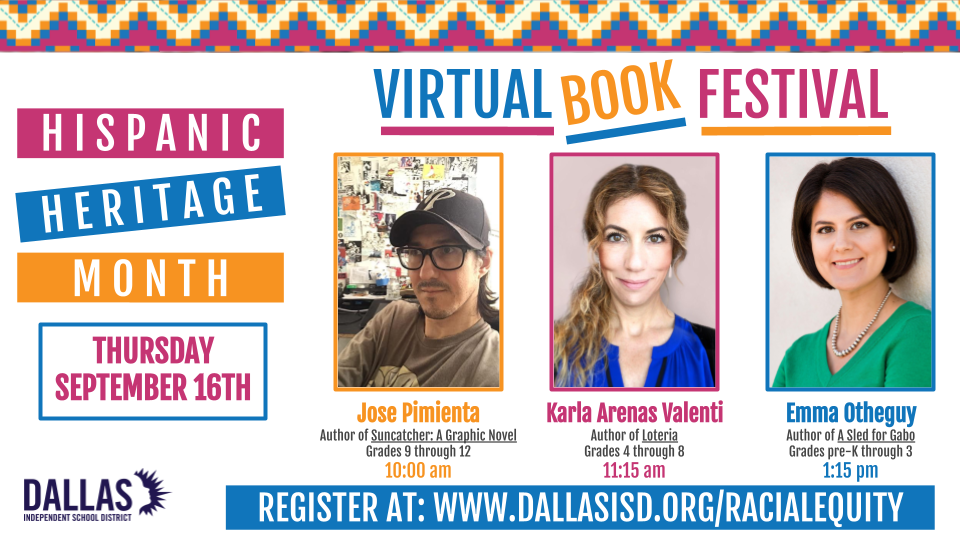 VIRTUAL BOOK FESTIVAL
HISPANIC
HERITAGE
MONTH
THURSDAY
SEPTEMBER 16TH
Jose Pimienta
Author of Suncatcher: A Graphic Novel
Grades 9 through 12
10:00 am
Karla Arenas Valenti
Author of Loteria
Grades 4 through 8
11:15 am
Emma Otheguy
Author of A Sled for Gabo
Grades pre-K through 3
1:15 pm
DALLAS
INDEPENDENT SCHOOL DISTRICT
REGISTER AT: WWW.DALLASISD.ORG/RACIALEQUITY